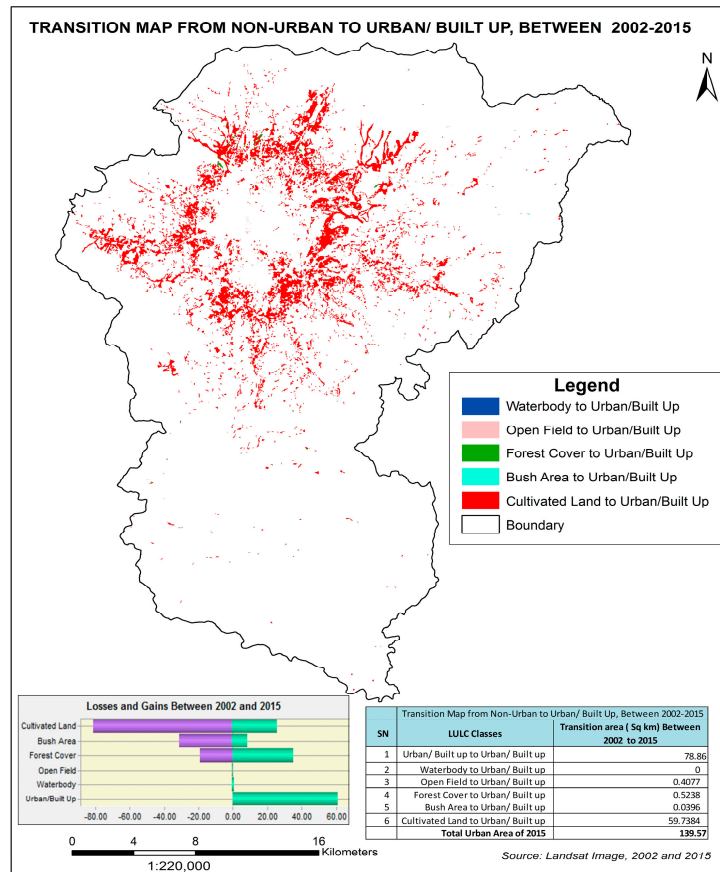 TRANSITION MAP FROM NON-URBAN TO URBAN/ BUILT UP, BETWEEN 2002-2015
N
Legend
Waterbody to Urban/Built Up
Open Field to Urban/Built Up
Forest Cover to Urban/Built Up
Bush Area to Urban/Built Up
Cultivated Land to Urban/Built Up
Boundary
Losses and Gains Between 2002 and 2015
Cultivated Land
Bush Area
Forest Cover
Open Field
Waterbody
Urban/Built Up
-80.00 -60.00 -40.00 -20.00 0.00 20.00 40.00 60.00
Transition Map from Non-Urban to Urban/ Built Up, Between 2002-2015
SN LULC Classes Transition area ( Sq km) Between 2002 to 2015
1 Urban/ Built up to Urban/ Built up 78.86
2 Waterbody to Urban/ Built up 0
3 Open Field to Urban/ Built up 0.4077
4 Forest Cover to Urban/ Built up 0.5238
5 Bush Area to Urban/ Built up 0.0396
6 Cultivated Land to Urban/ Built up 59.7384
Total Urban Area of 2015 139.57
0 4 8 16
Kilometers
1:220,000
Source: Landsat Image, 2002 and 2015